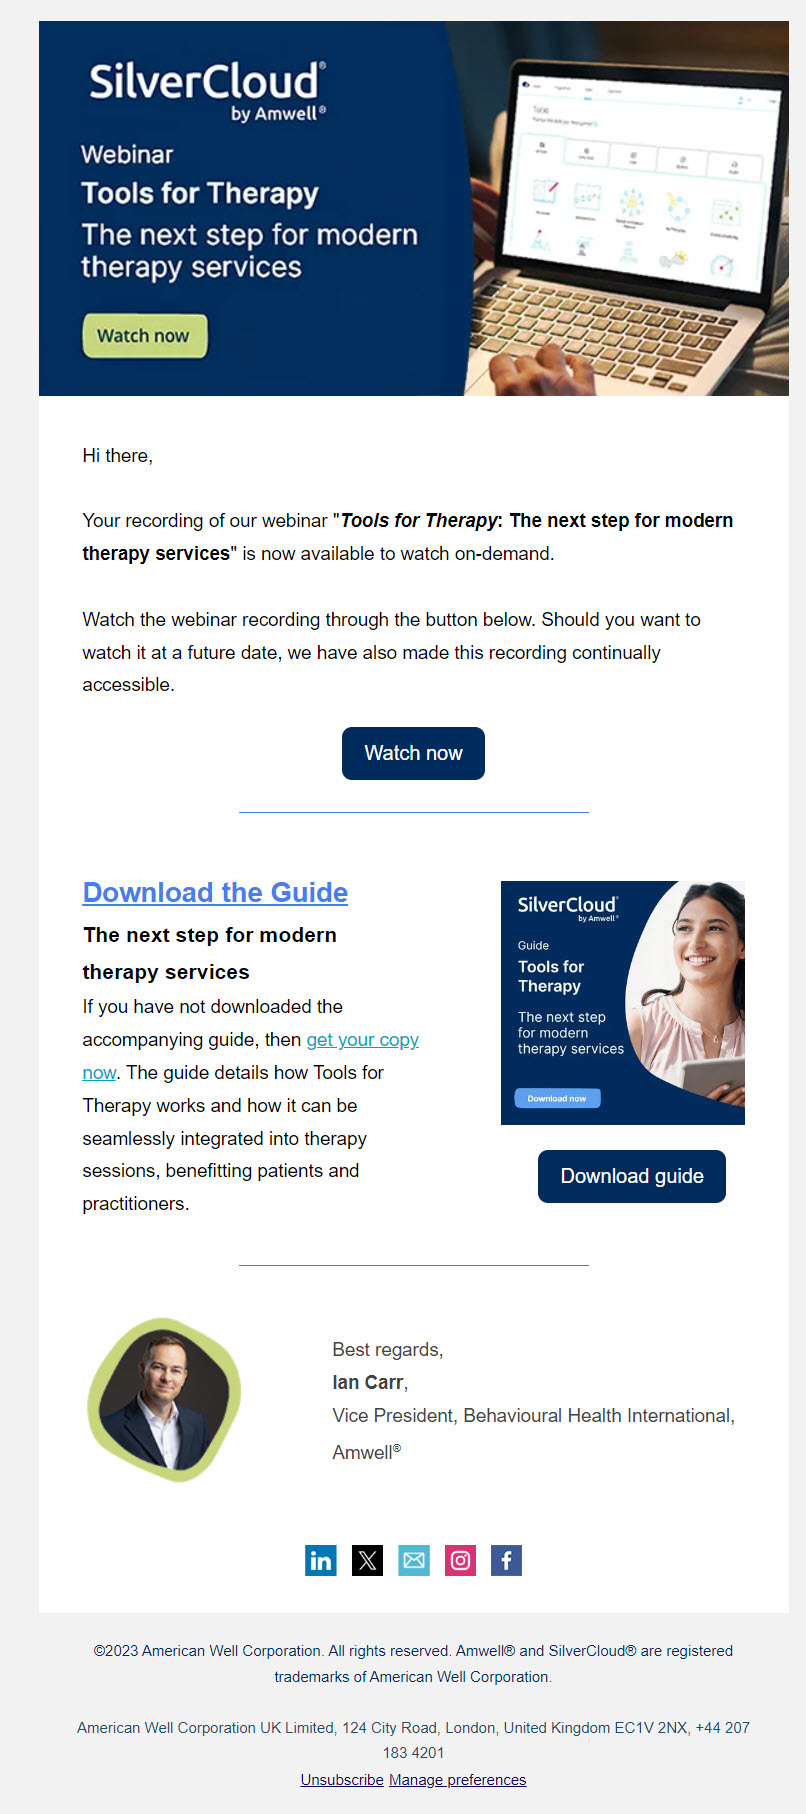 SilverCloud®
by Amwell®
Webinar
Tools for Therapy
The next step for modern
therapy services
Watch now
Tools
Hi there,
Your recording of our webinar "Tools for Therapy: The next step for modern
therapy services" is now available to watch on-demand.
Watch the webinar recording through the button below. Should you want to
watch it at a future date, we have also made this recording continually
accessible.
Watch now
Download the Guide
The next step for modern
therapy services
If you have not downloaded the
accompanying guide, then get your copy
now. The guide details how Tools for
Therapy works and how it can be
seamlessly integrated into therapy
sessions, benefitting patients and
practitioners.
SilverCloud®
by Amwell®
Guide
Tools for
Therapy
The next step
for modern
therapy services
Download now
Download guide
Best regards,
Ian Carr,
Vice President, Behavioural Health International,
Amwell®
in
X
f
©2023 American Well Corporation. All rights reserved. Amwell® and SilverCloud® are registered
trademarks of American Well Corporation.
American Well Corporation UK Limited, 124 City Road, London, United Kingdom EC1V 2NX, +44 207
183 4201
Unsubscribe Manage preferences